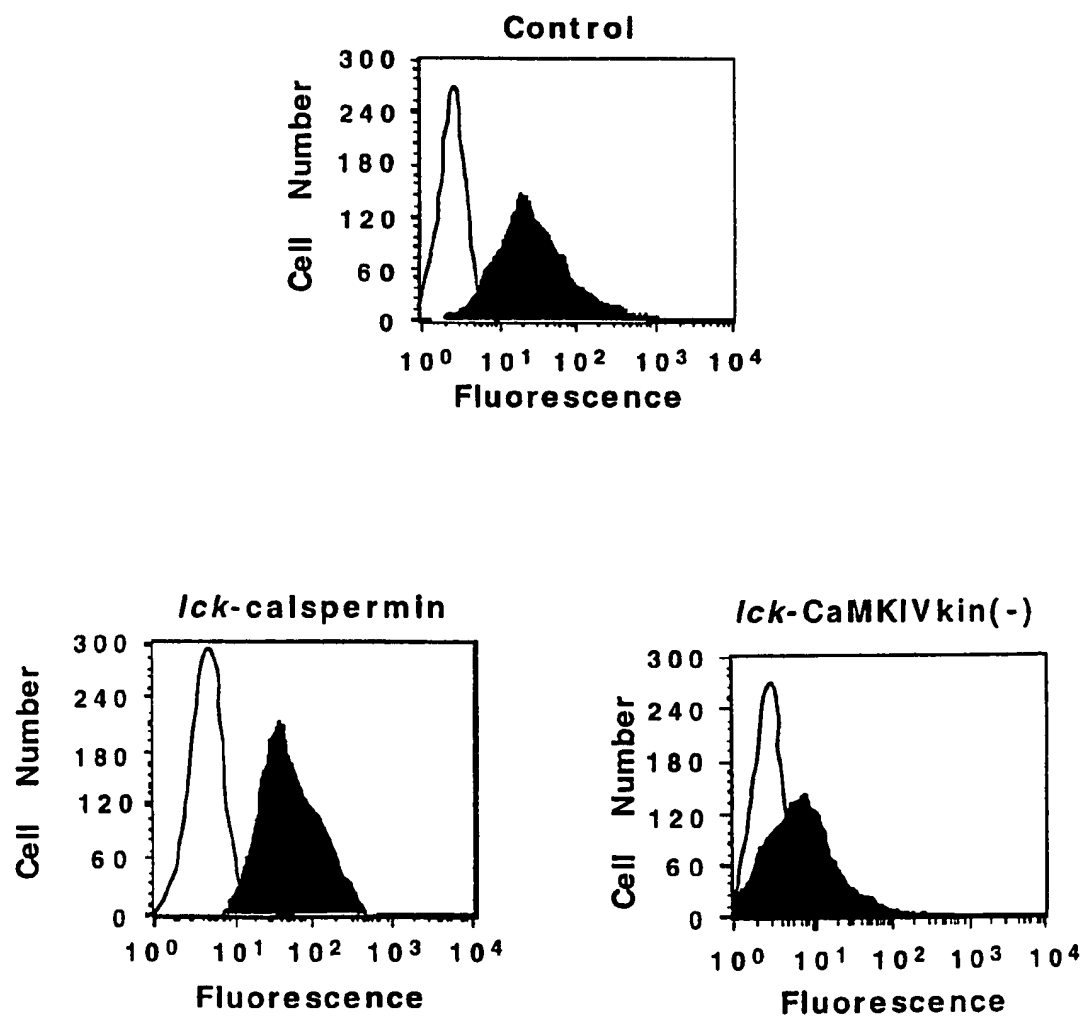 Control
300
240
180
120
60
0
Cell Number
10⁰ 10¹ 10² 10³ 10⁴
Fluorescence
lck-calspermin
300
240
180
120
60
0
Cell Number
10⁰ 10¹ 10² 10³ 10⁴
Fluorescence
lck-CaMKIVkin(-)
300
240
180
120
60
0
Cell Number
10⁰ 10¹ 10² 10³ 10⁴
Fluorescence